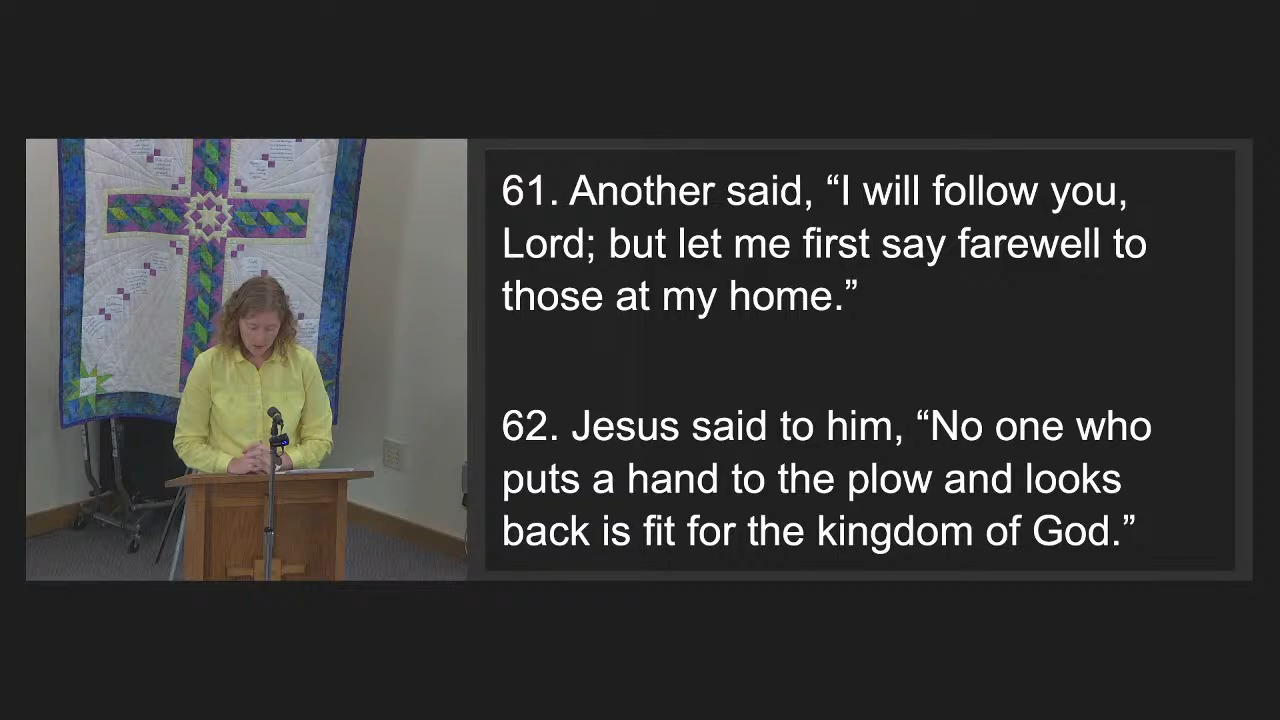 61. Another said, “I will follow you,
Lord; but let me first say farewell to
those at my home.”
62. Jesus said to him, “No one who
puts a hand to the plow and looks
back is fit for the kingdom of God.”